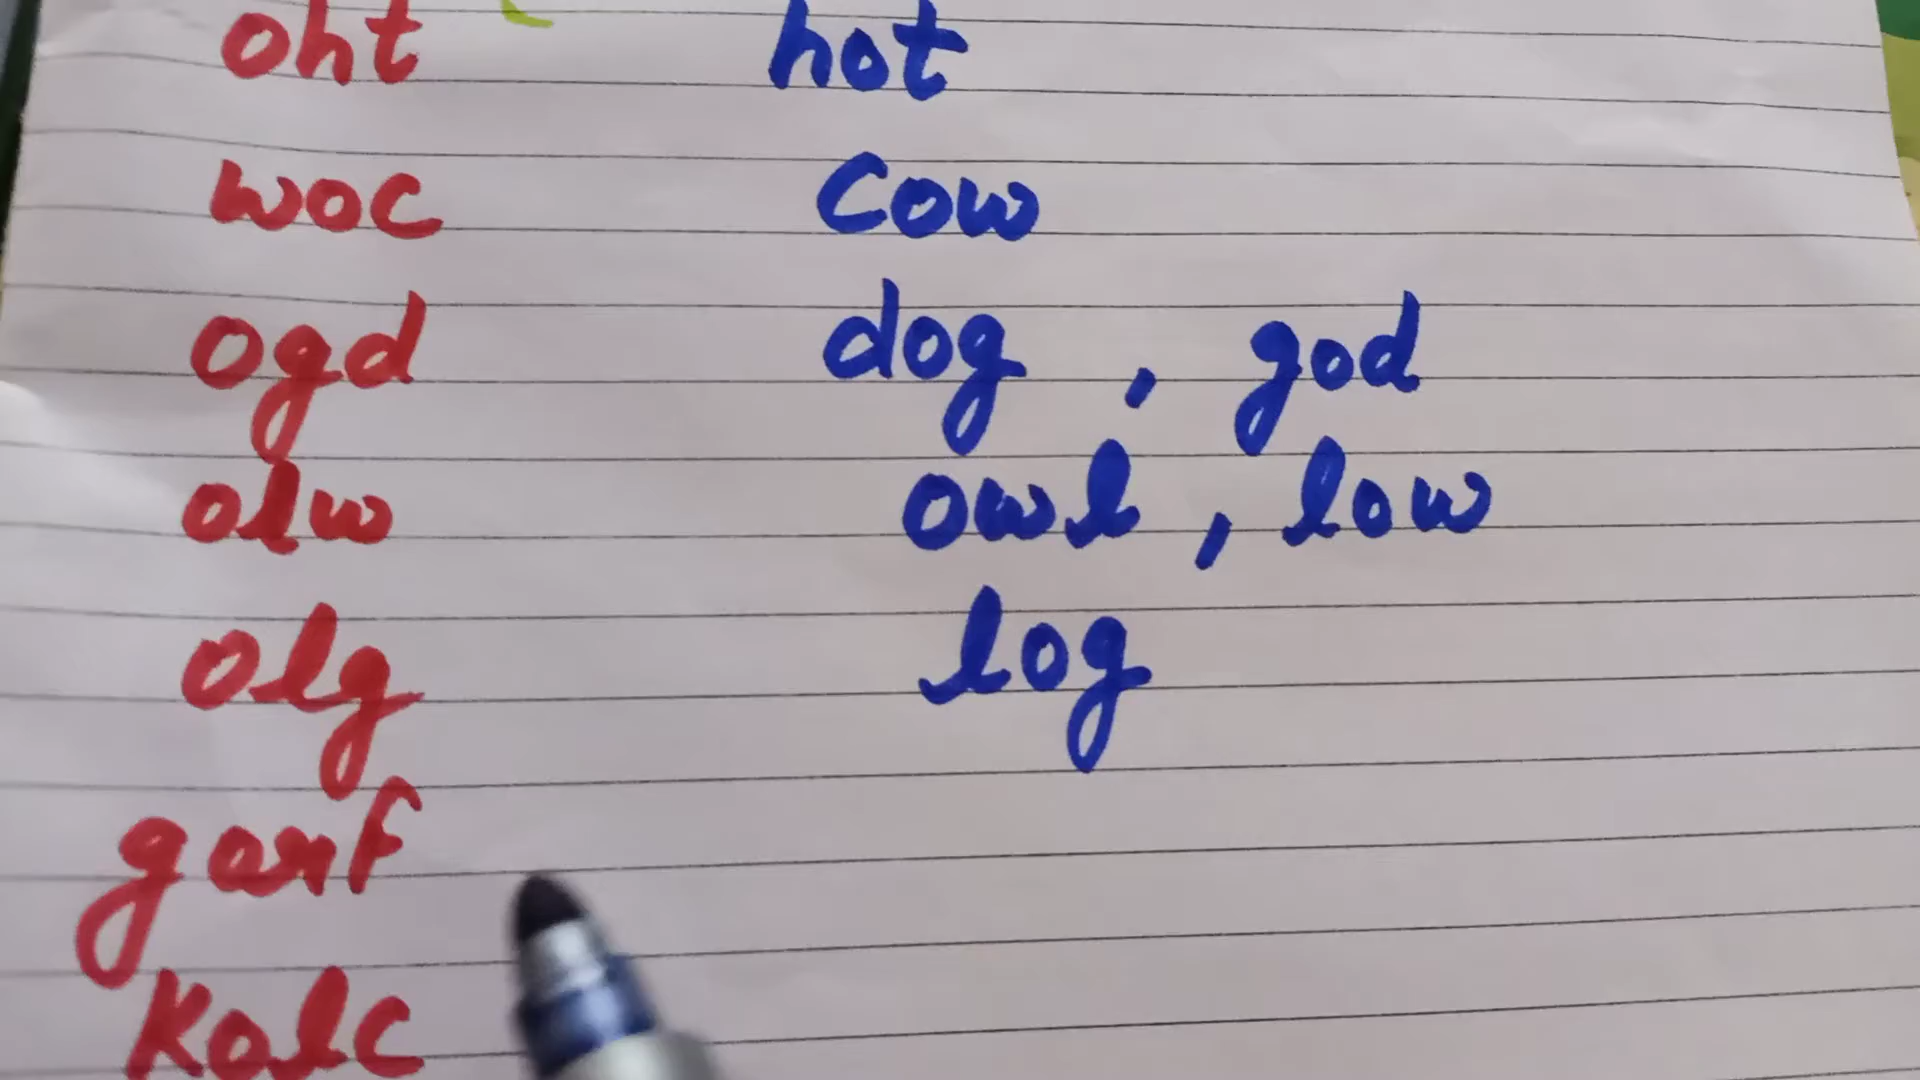 oht hot
woc cow
ogd dog , god
olw owl , low
olg log
gorf
Kolc